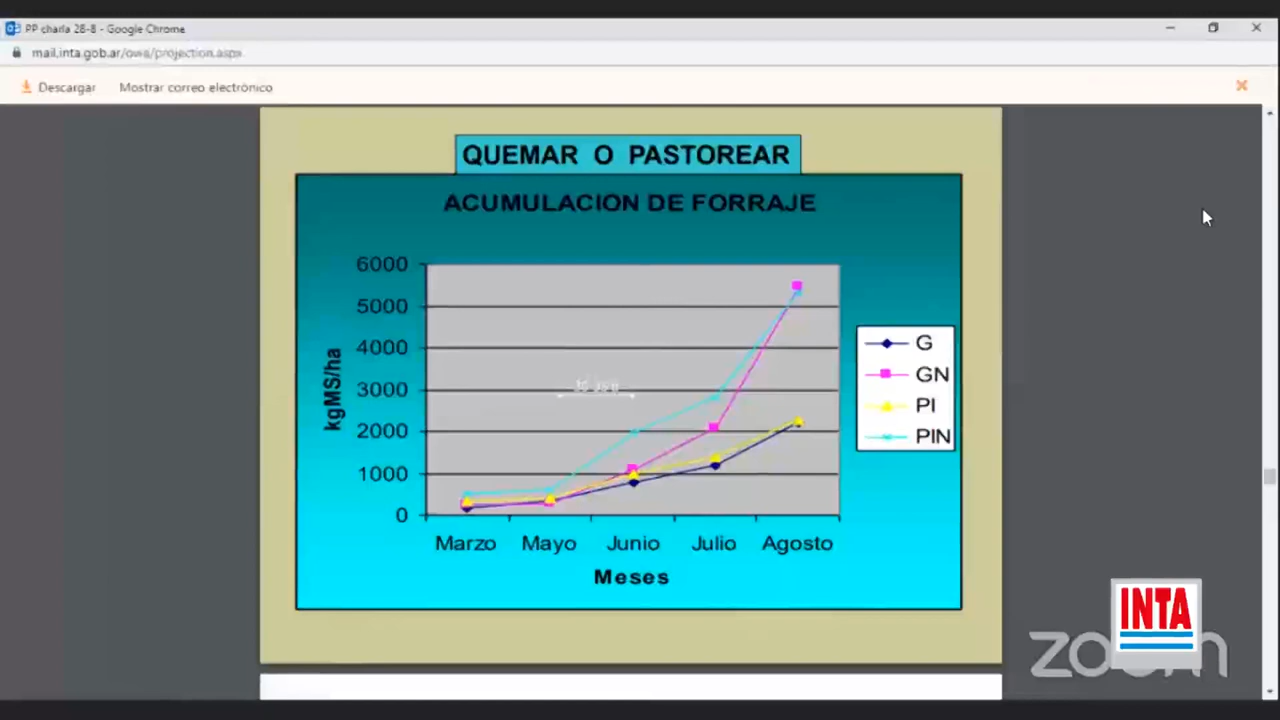 PP charla 28-8 - Google Chrome
mail.inta.gob.ar/owa/projection.aspx
Descargar Mostrar correo electrónico
QUEMAR O PASTOREAR
ACUMULACION DE FORRAJE
6000
5000
4000
3000
2000
1000
0
kgMS/ha
Marzo Mayo Junio Julio Agosto
Meses
G
GN
PI
PIN
INTA
zoom